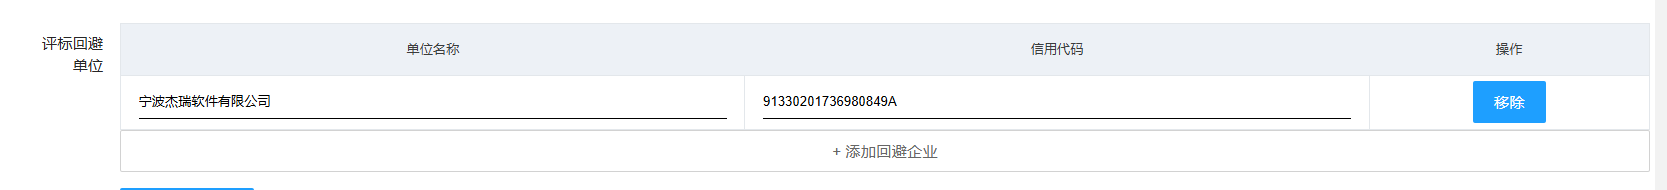 评标回避
单位
单位名称
信用代码
操作
宁波杰瑞软件有限公司
91330201736980849A
移除
+ 添加回避企业